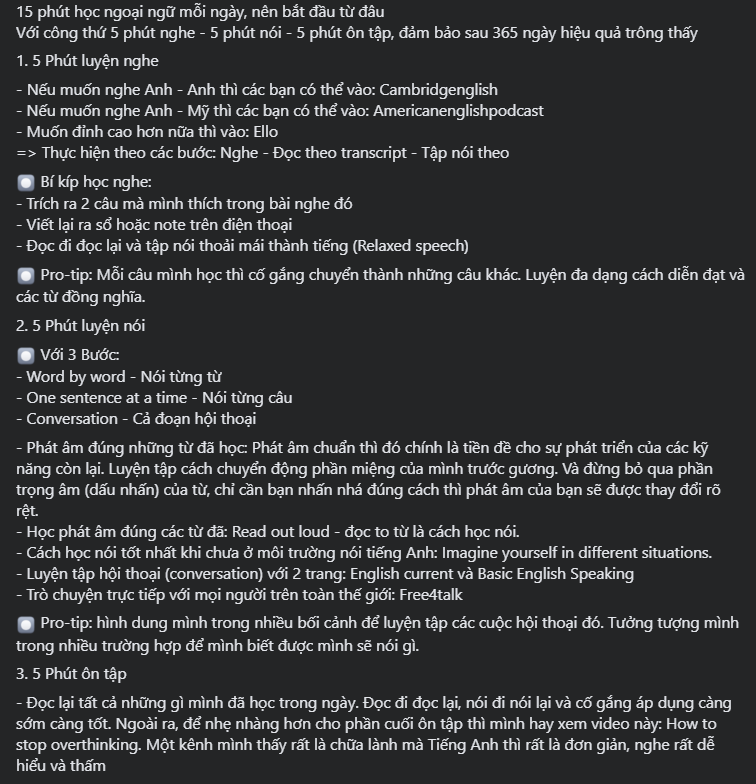 15 phút học ngoại ngữ mỗi ngày, nên bắt đầu từ đâu
Với công thứ 5 phút nghe - 5 phút nói - 5 phút ôn tập, đảm bảo sau 365 ngày hiệu quả trông thấy
1. 5 Phút luyện nghe
- Nếu muốn nghe Anh - Anh thì các bạn có thể vào: Cambridgenglish
- Nếu muốn nghe Anh - Mỹ thì các bạn có thể vào: Americanenglishpodcast
- Muốn đỉnh cao hơn nữa thì vào: Ello
=> Thực hiện theo các bước: Nghe - Đọc theo transcript - Tập nói theo
Bí kíp học nghe:
- Trích ra 2 câu mà mình thích trong bài nghe đó
- Viết lại ra sổ hoặc note trên điện thoại
- Đọc đi đọc lại và tập nói thoải mái thành tiếng (Relaxed speech)
Pro-tip: Mỗi câu mình học thì cố gắng chuyển thành những câu khác. Luyện đa dạng cách diễn đạt và
các từ đồng nghĩa.
2. 5 Phút luyện nói
Với 3 Bước:
- Word by word - Nói từng từ
- One sentence at a time - Nói từng câu
- Conversation - Cả đoạn hội thoại
- Phát âm đúng những từ đã học: Phát âm chuẩn thì đó chính là tiền đề cho sự phát triển của các kỹ
năng còn lại. Luyện tập cách chuyển động phần miệng của mình trước gương. Và đừng bỏ qua phần
trọng âm (dấu nhấn) của từ, chỉ cần bạn nhấn nhá đúng cách thì phát âm của bạn sẽ được thay đổi rõ
rệt.
- Học phát âm đúng các từ đã: Read out loud - đọc to từ là cách học nói.
- Cách học nói tốt nhất khi chưa ở môi trường nói tiếng Anh: Imagine yourself in different situations.
- Luyện tập hội thoại (conversation) với 2 trang: English current và Basic English Speaking
- Trò chuyện trực tiếp với mọi người trên toàn thế giới: Free4talk
Pro-tip: hình dung mình trong nhiều bối cảnh để luyện tập các cuộc hội thoại đó. Tưởng tượng mình
trong nhiều trường hợp để mình biết được mình sẽ nói gì.
3. 5 Phút ôn tập
- Đọc lại tất cả những gì mình đã học trong ngày. Đọc đi đọc lại, nói đi nói lại và cố gắng áp dụng càng
sớm càng tốt. Ngoài ra, để nhẹ nhàng hơn cho phần cuối ôn tập thì mình hay xem video này: How to
stop overthinking. Một kênh mình thấy rất là chữa lành mà Tiếng Anh thì rất là đơn giản, nghe rất dễ
hiểu và thấm